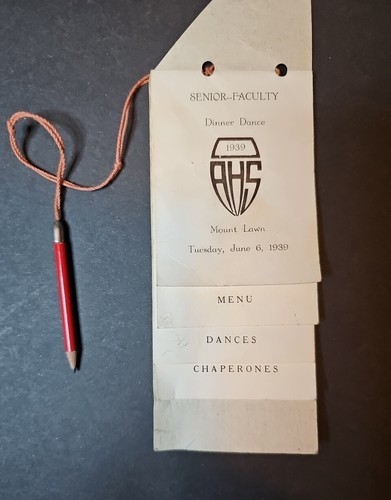 SENIOR-FACULTY
Dinner Dance
1939
AHS
Mount Lawn
Tuesday, June 6, 1939
MENU
DANCES
CHAPERONES